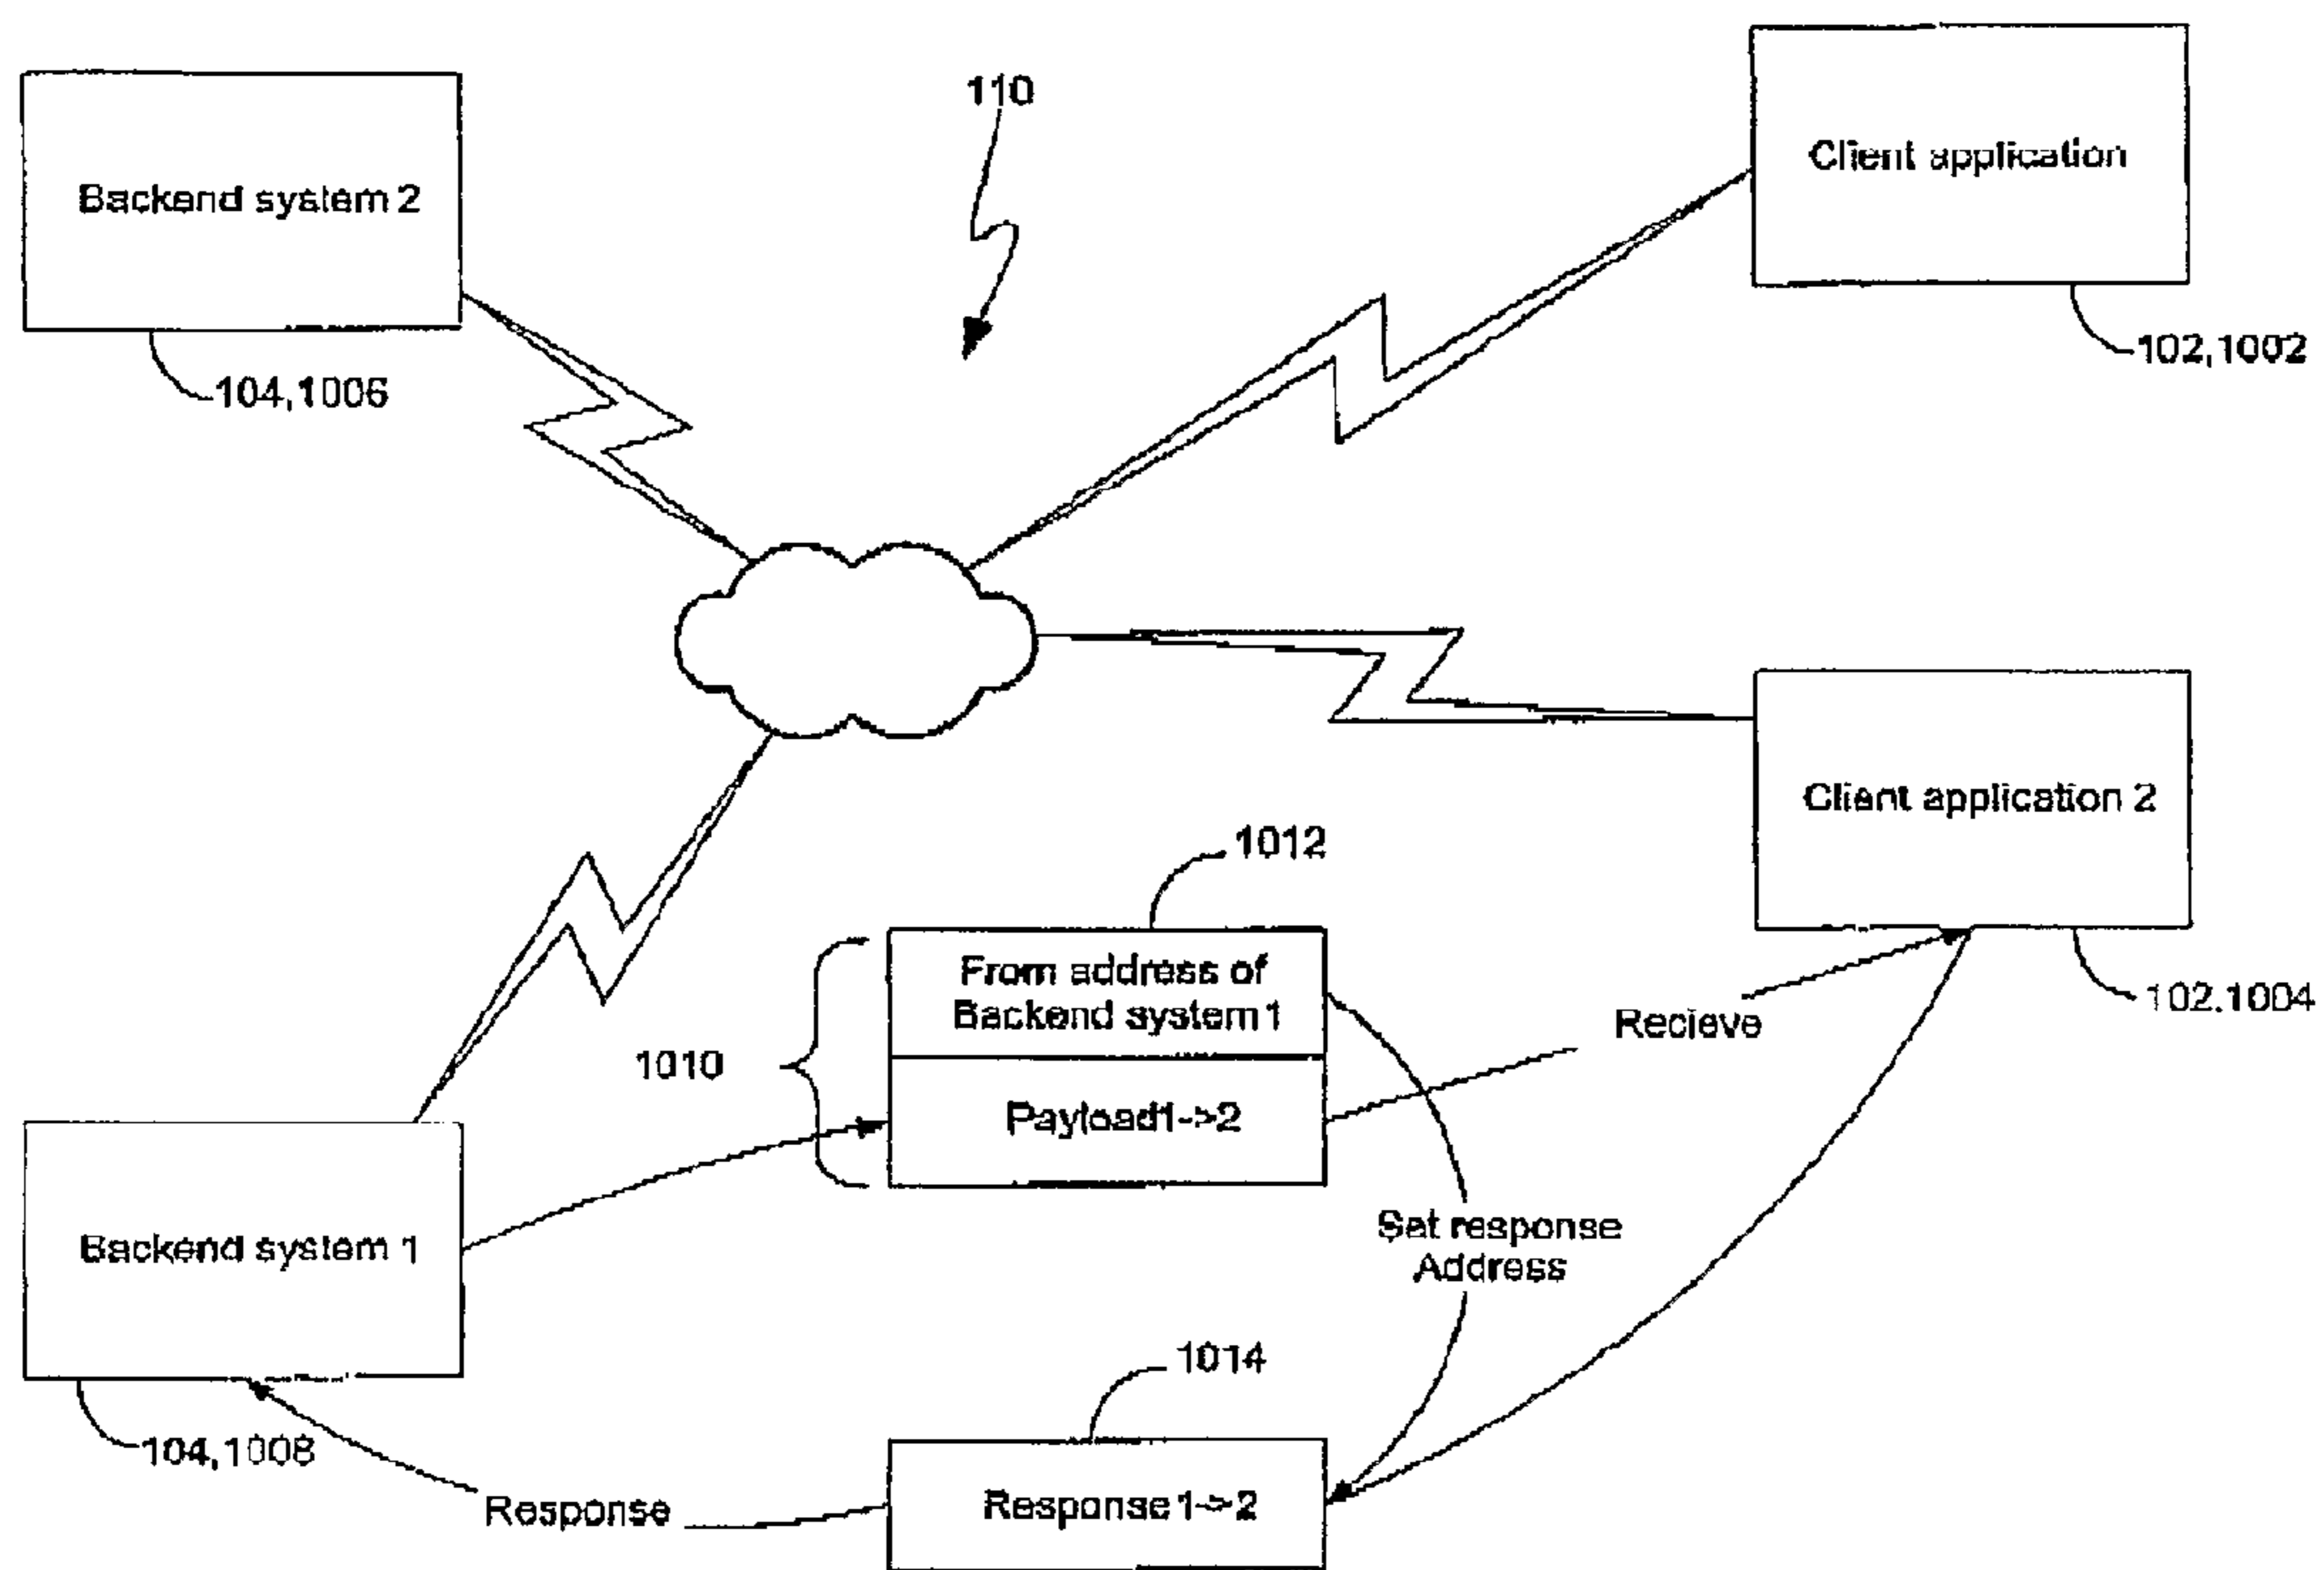 110
Backend system 2
Client application
102,1002
104,1006
Client application 2
1012
From address of
Backend system 1
102.1004
Recieve
1010
Payload1->2
Set response
Address
Backend system 1
1014
104,1008
Response
Response 1->2